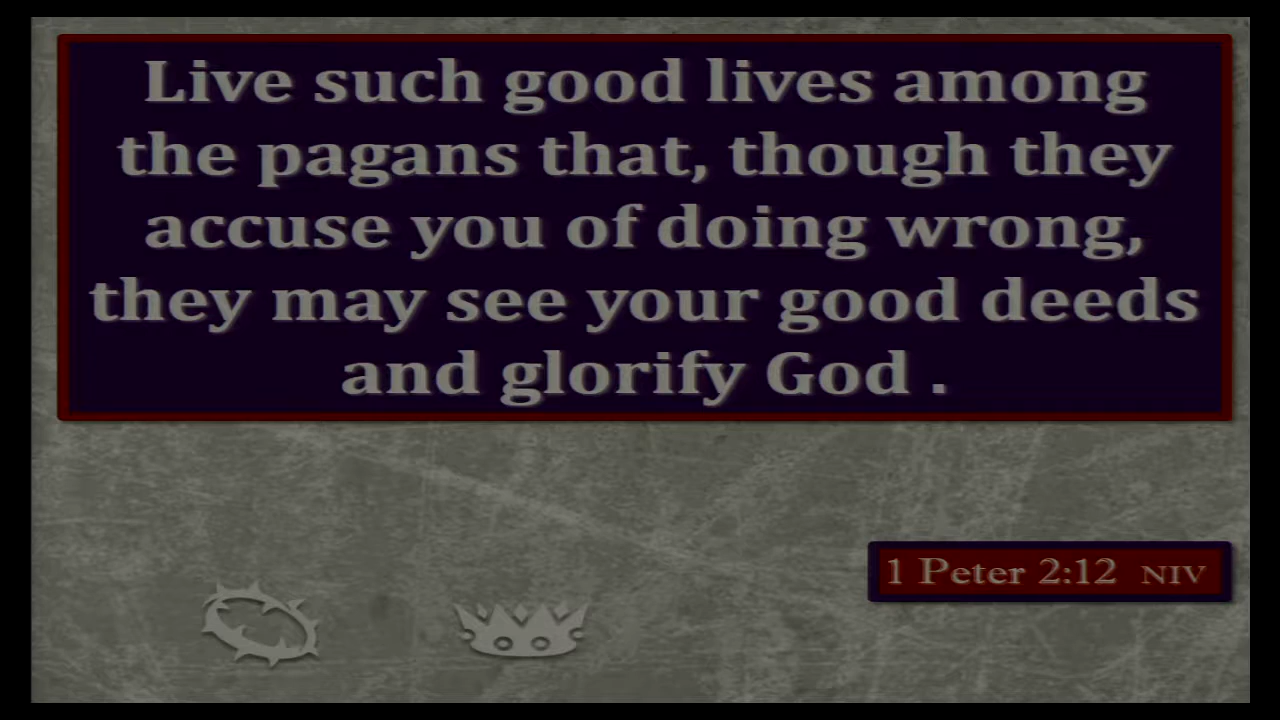 Live such good lives among
the pagans that, though they
accuse you of doing wrong,
they may see your good deeds
and glorify God .
1 Peter 2:12 NIV